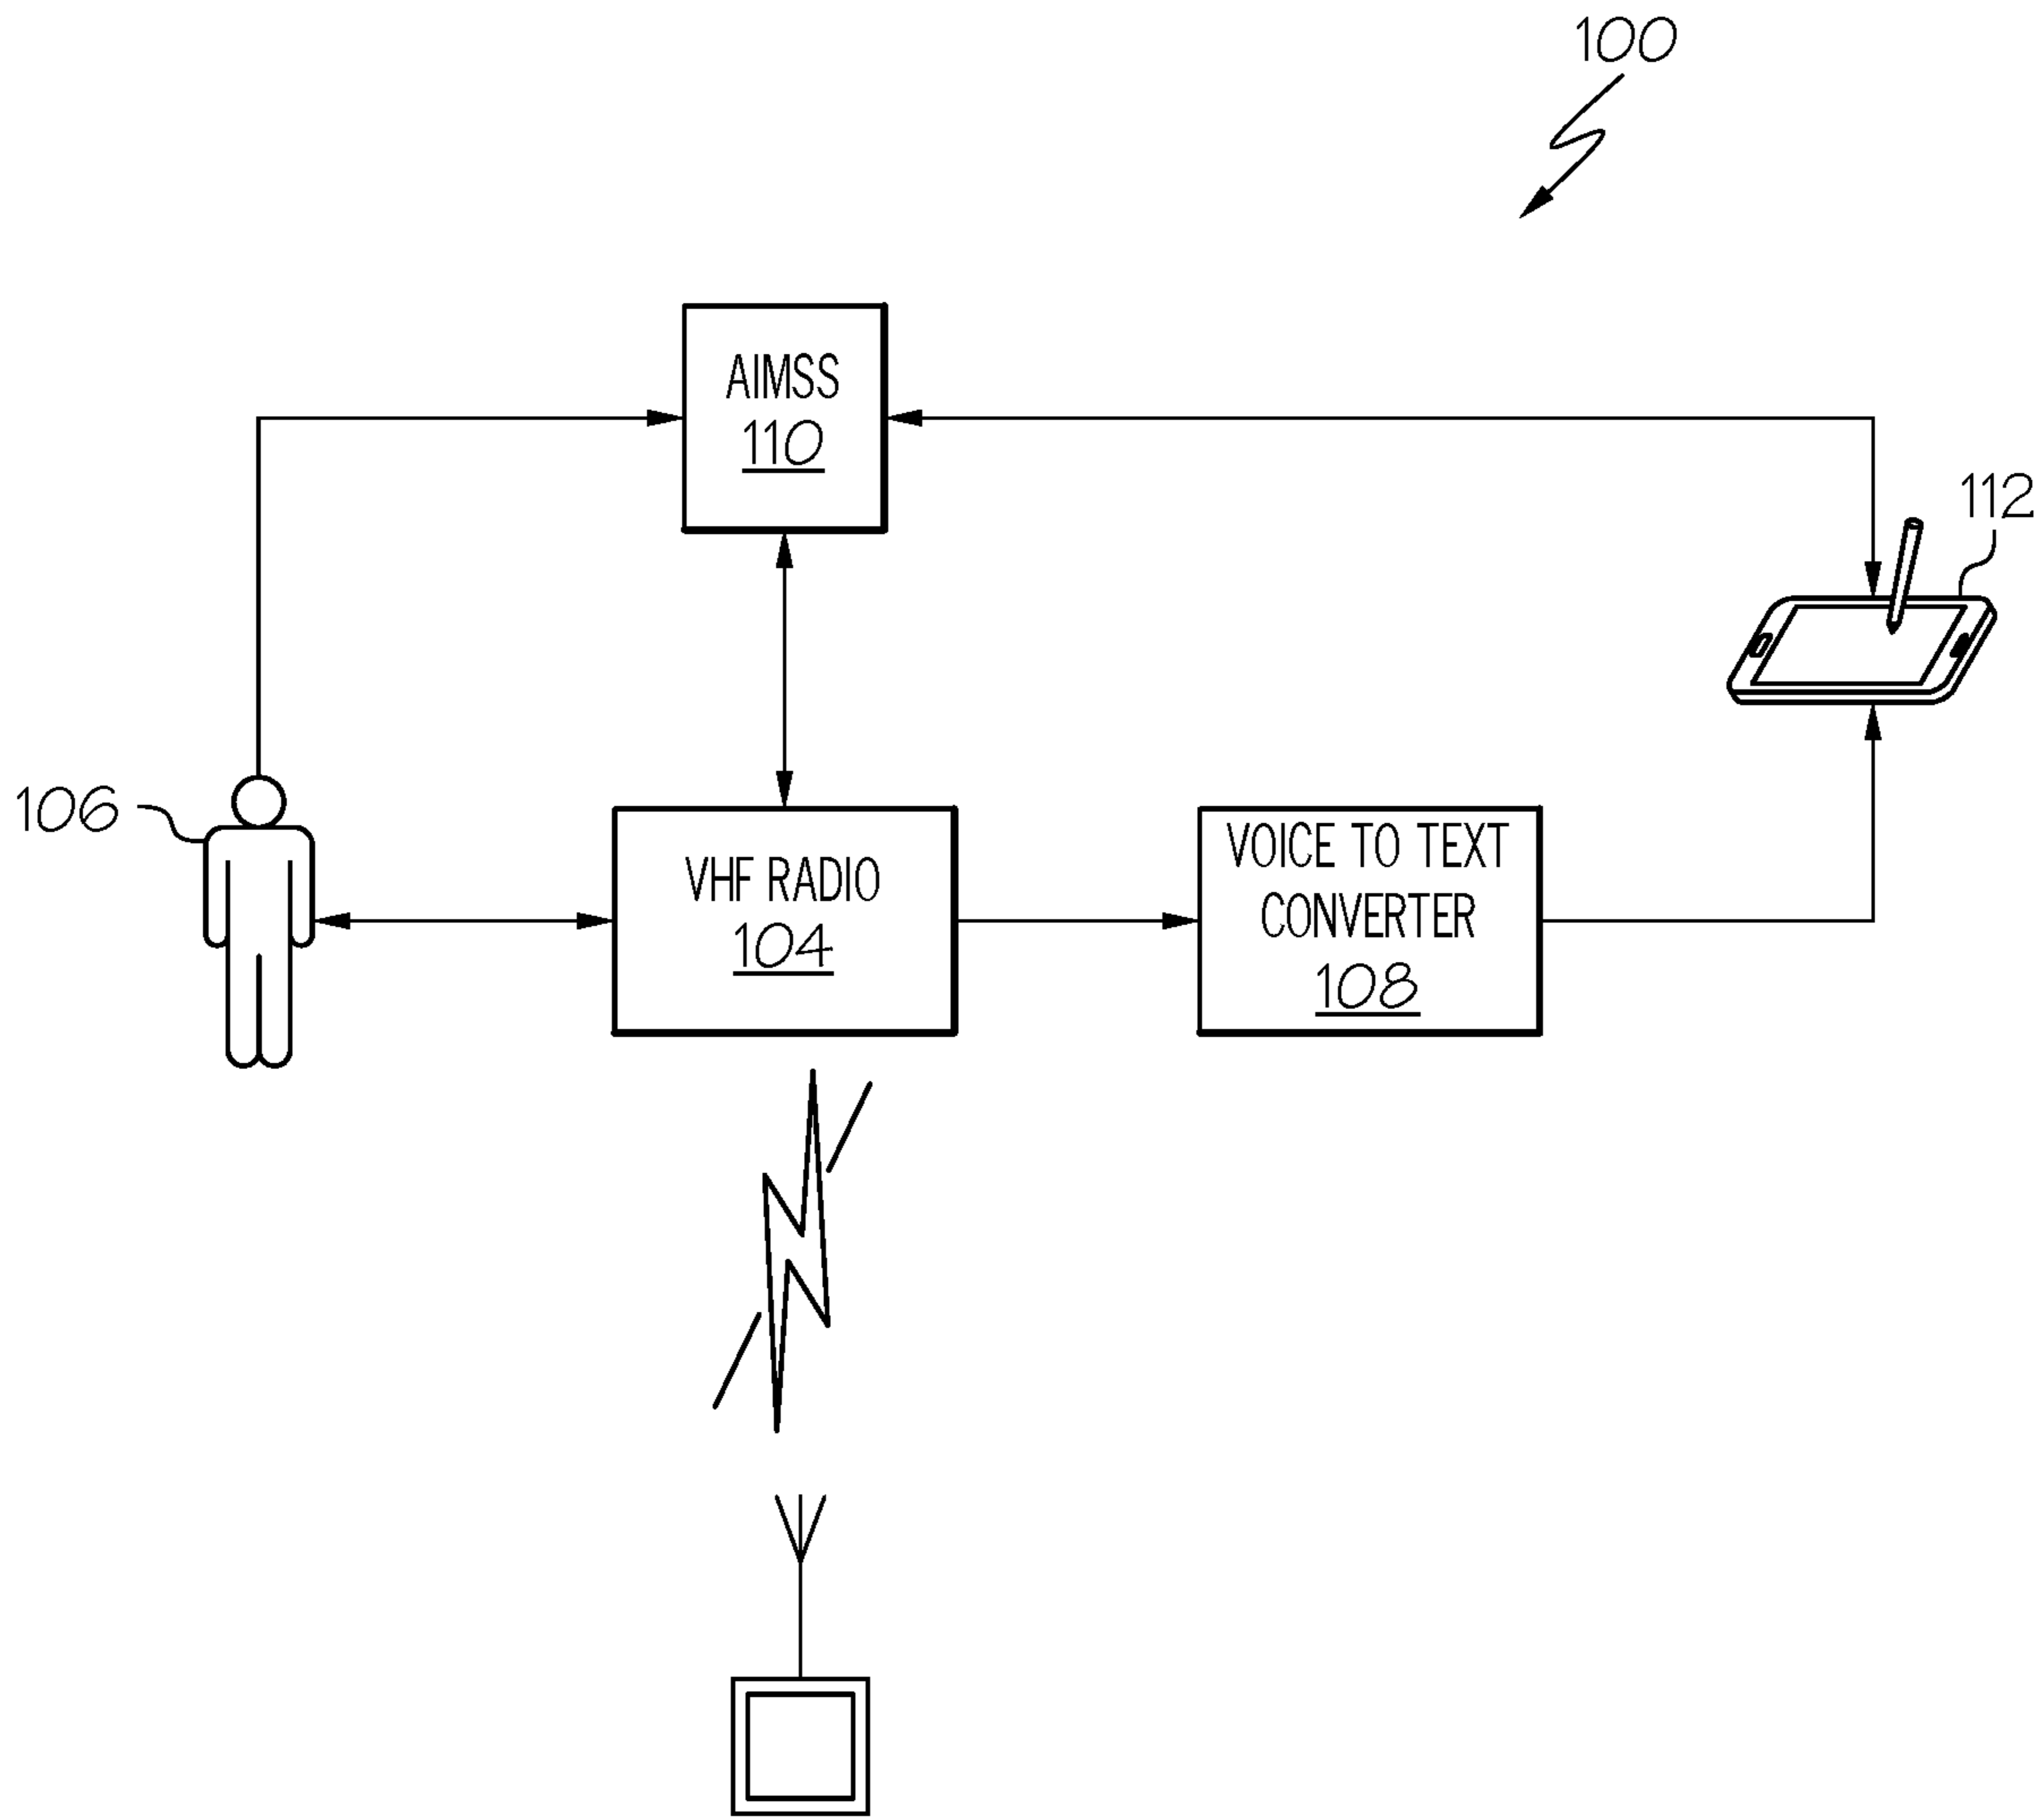 100
AIMSS
110
112
106
VHF RADIO
104
VOICE TO TEXT
CONVERTER
108